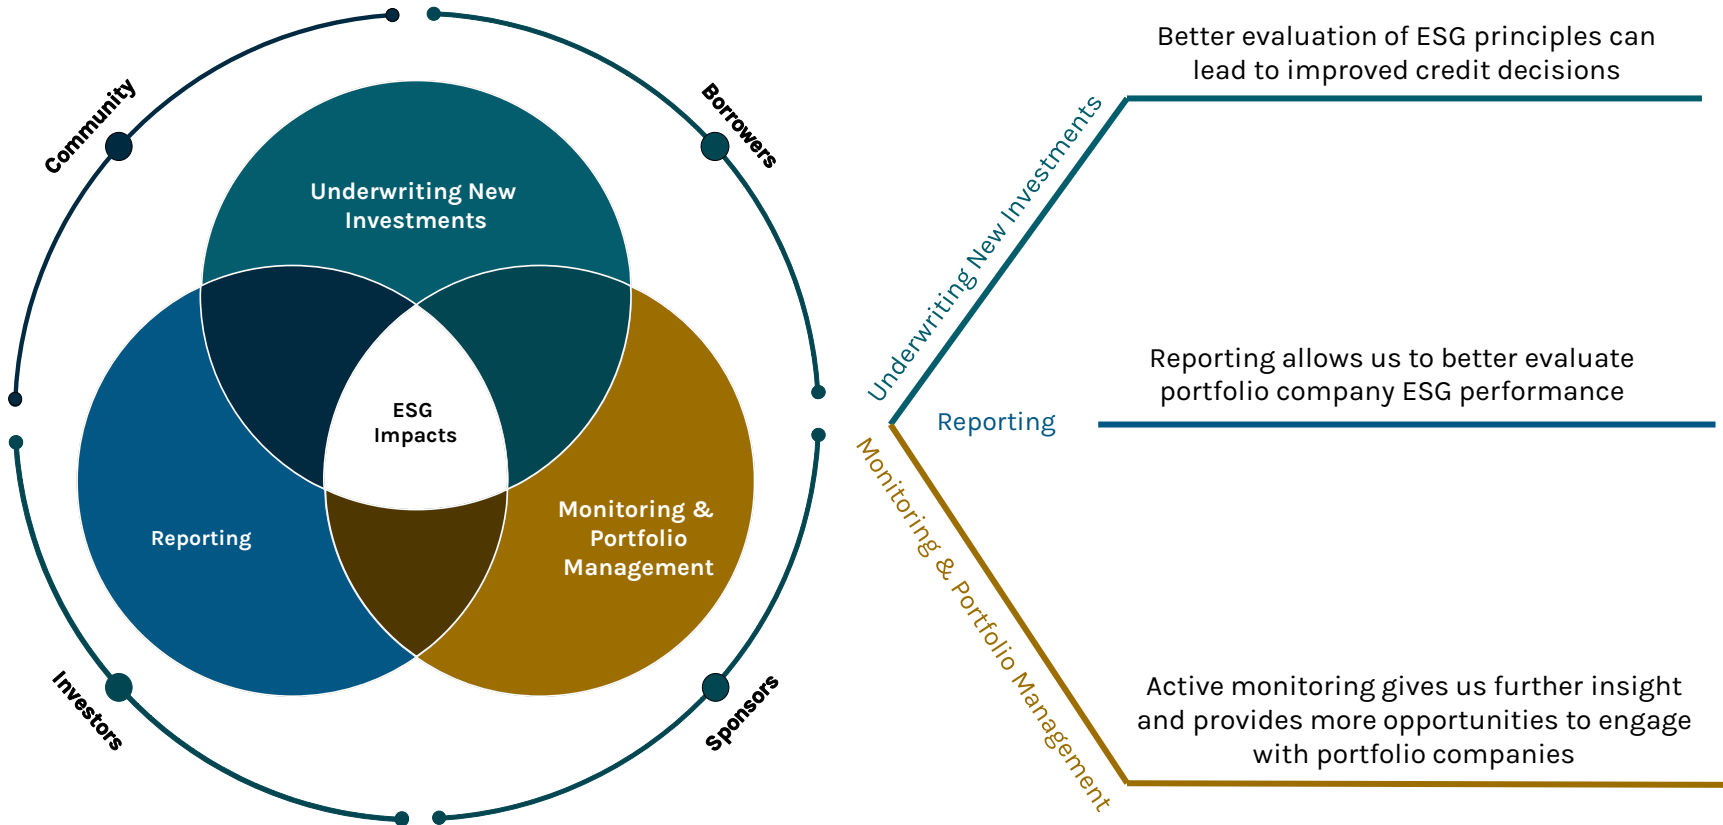 Community
Borrowers
Underwriting New
Investments
ESG
Impacts
Reporting
Monitoring &
Portfolio
Management
Investors
Sponsors
Underwriting New Investments
Better evaluation of ESG principles can
lead to improved credit decisions
Reporting
Reporting allows us to better evaluate
portfolio company ESG performance
Monitoring & Portfolio Management
Active monitoring gives us further insight
and provides more opportunities to engage
with portfolio companies